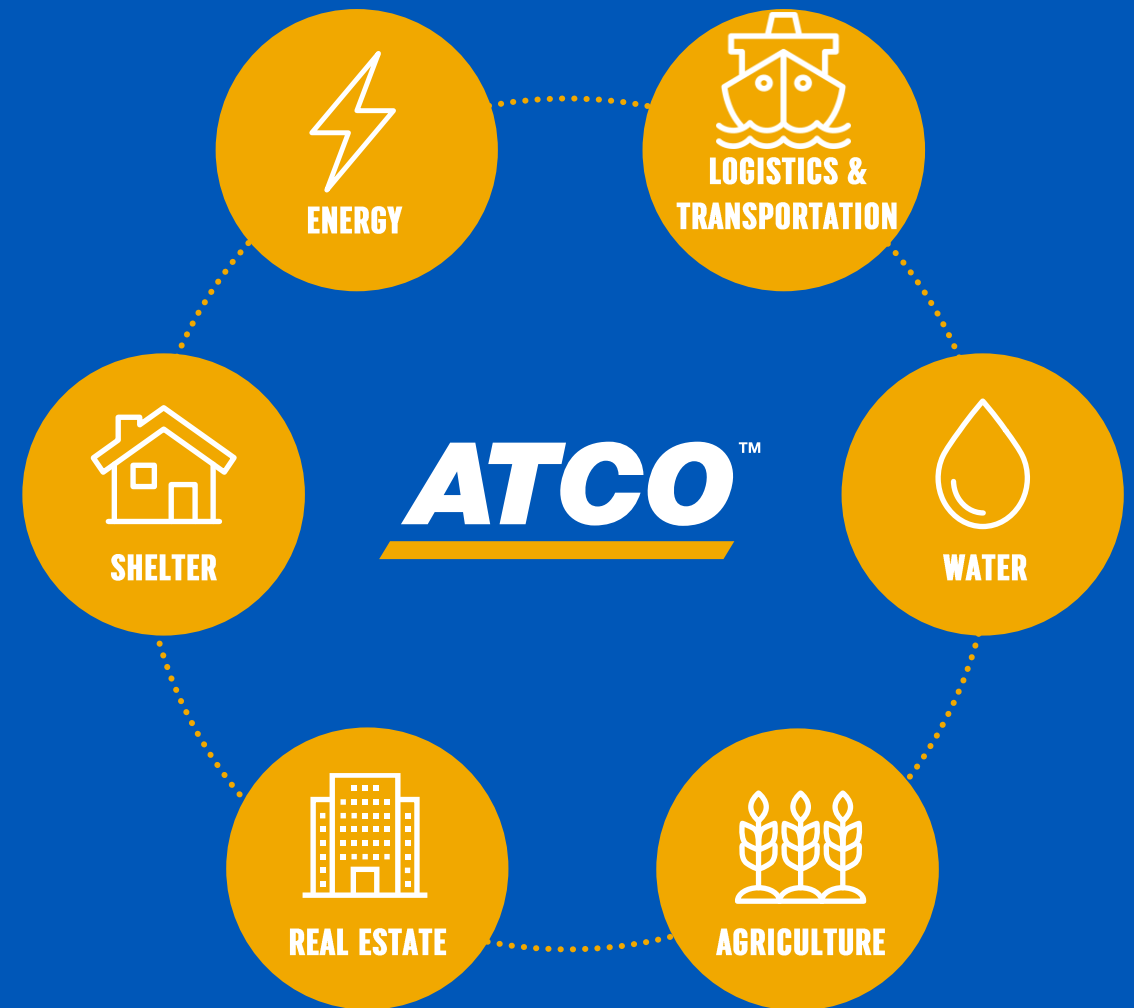 ENERGY
LOGISTICS &
TRANSPORTATION
SHELTER
ATCO™
WATER
REAL ESTATE
AGRICULTURE